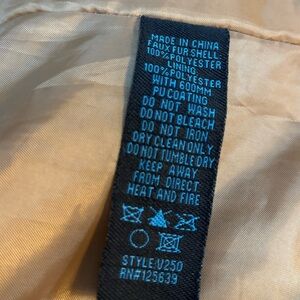 MADE IN CHINA
FAUX FUR SHELL:
100%POLYESTER
LINING
100%POLYESTER
WITH 600MM
PU COATING
DO NOT WASH
DO NOT BLEACH
DO NOT IRON
DRY CLEAN ONLY
DO NOT TUMBLE DRY
KEEP AWAY
FROM DIRECT
HEAT AND FIRE
STYLE:V250
RN#125639